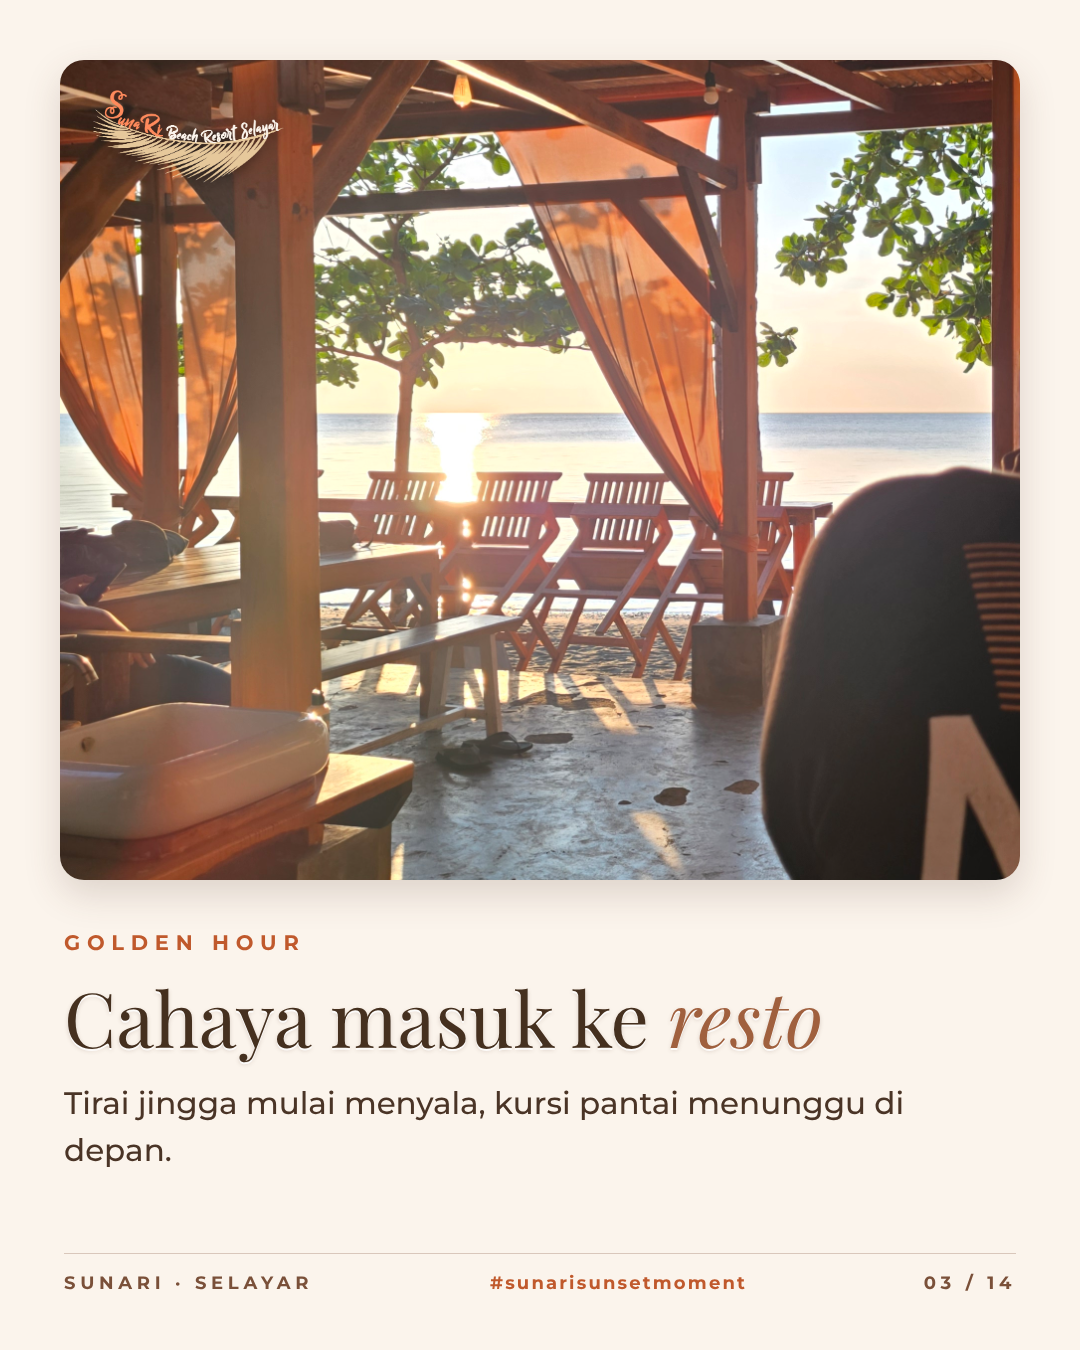 SunaRi Beach Resort Selayar
GOLDEN HOUR
Cahaya masuk ke resto
Tirai jingga mulai menyala, kursi pantai menunggu di
depan.
SUNARI · SELAYAR
#sunarisunsetmoment
03 / 14